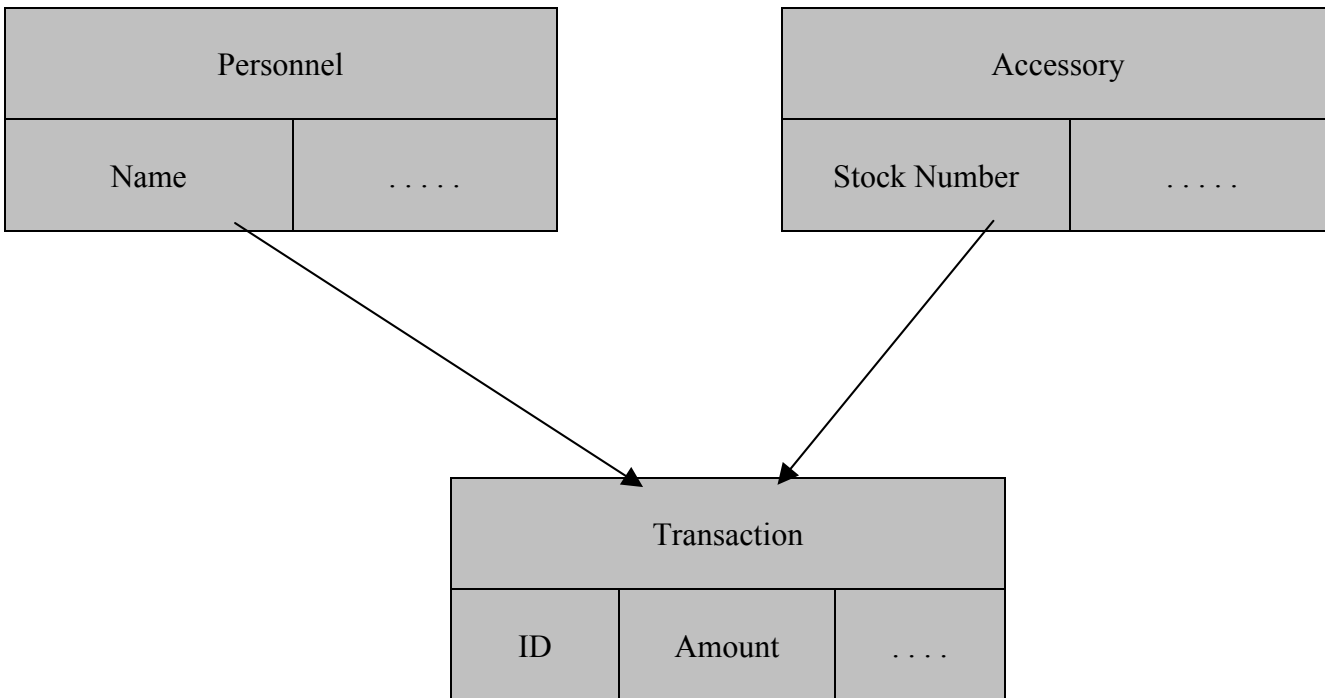 Personnel
Accessory
Name
. . . . .
Stock Number
. . . . .
Transaction
ID
Amount
. . . .